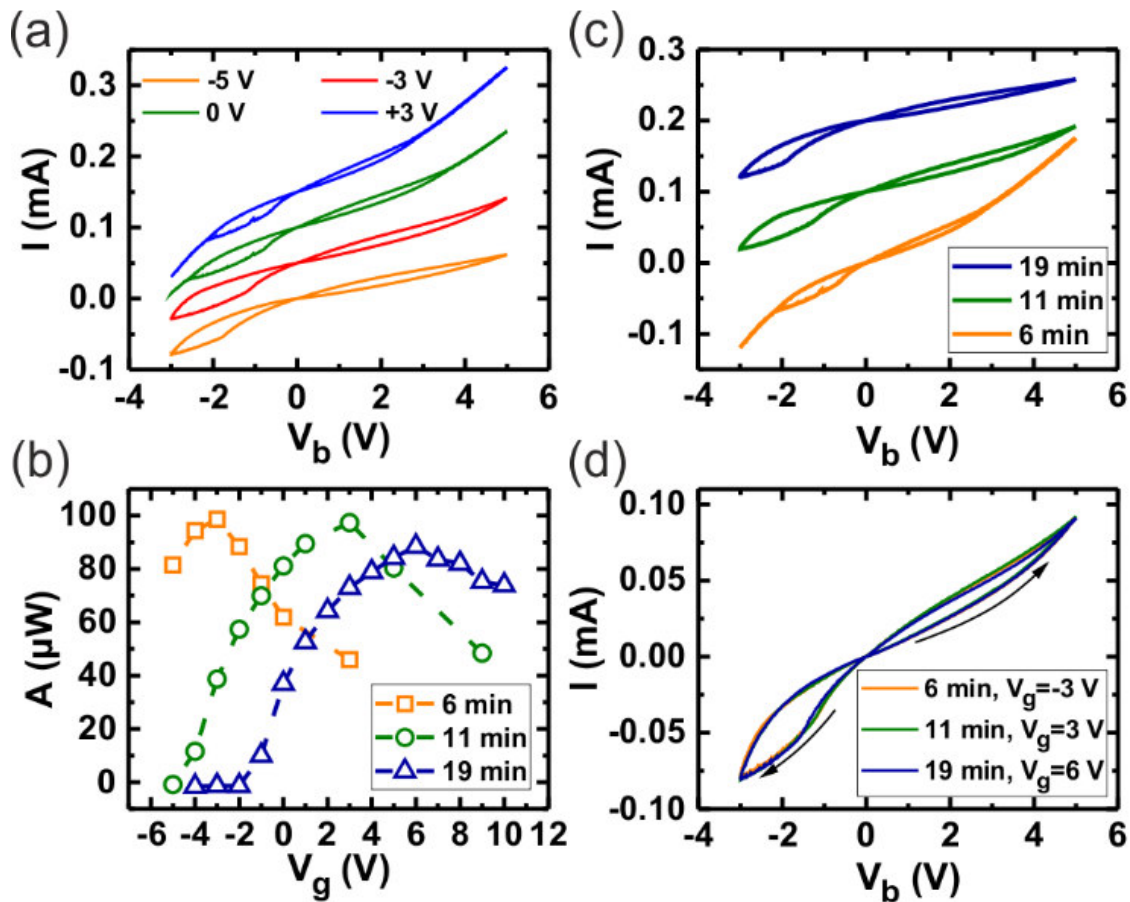 (a)
-5 V
-3 V
0 V
+3 V
0.3
0.2
0.1
0.0
-0.1
I (mA)
-4 -2 0 2 4 6
V_b (V)
(c)
0.3
0.2
0.1
0.0
-0.1
I (mA)
19 min
11 min
6 min
-4 -2 0 2 4 6
V_b (V)
(b)
100
80
60
40
20
0
A (µW)
6 min
11 min
19 min
-6 -4 -2 0 2 4 6 8 10 12
V_g (V)
(d)
0.10
0.05
0.00
-0.05
-0.10
I (mA)
6 min, V_g=-3 V
11 min, V_g=3 V
19 min, V_g=6 V
-4 -2 0 2 4 6
V_b (V)